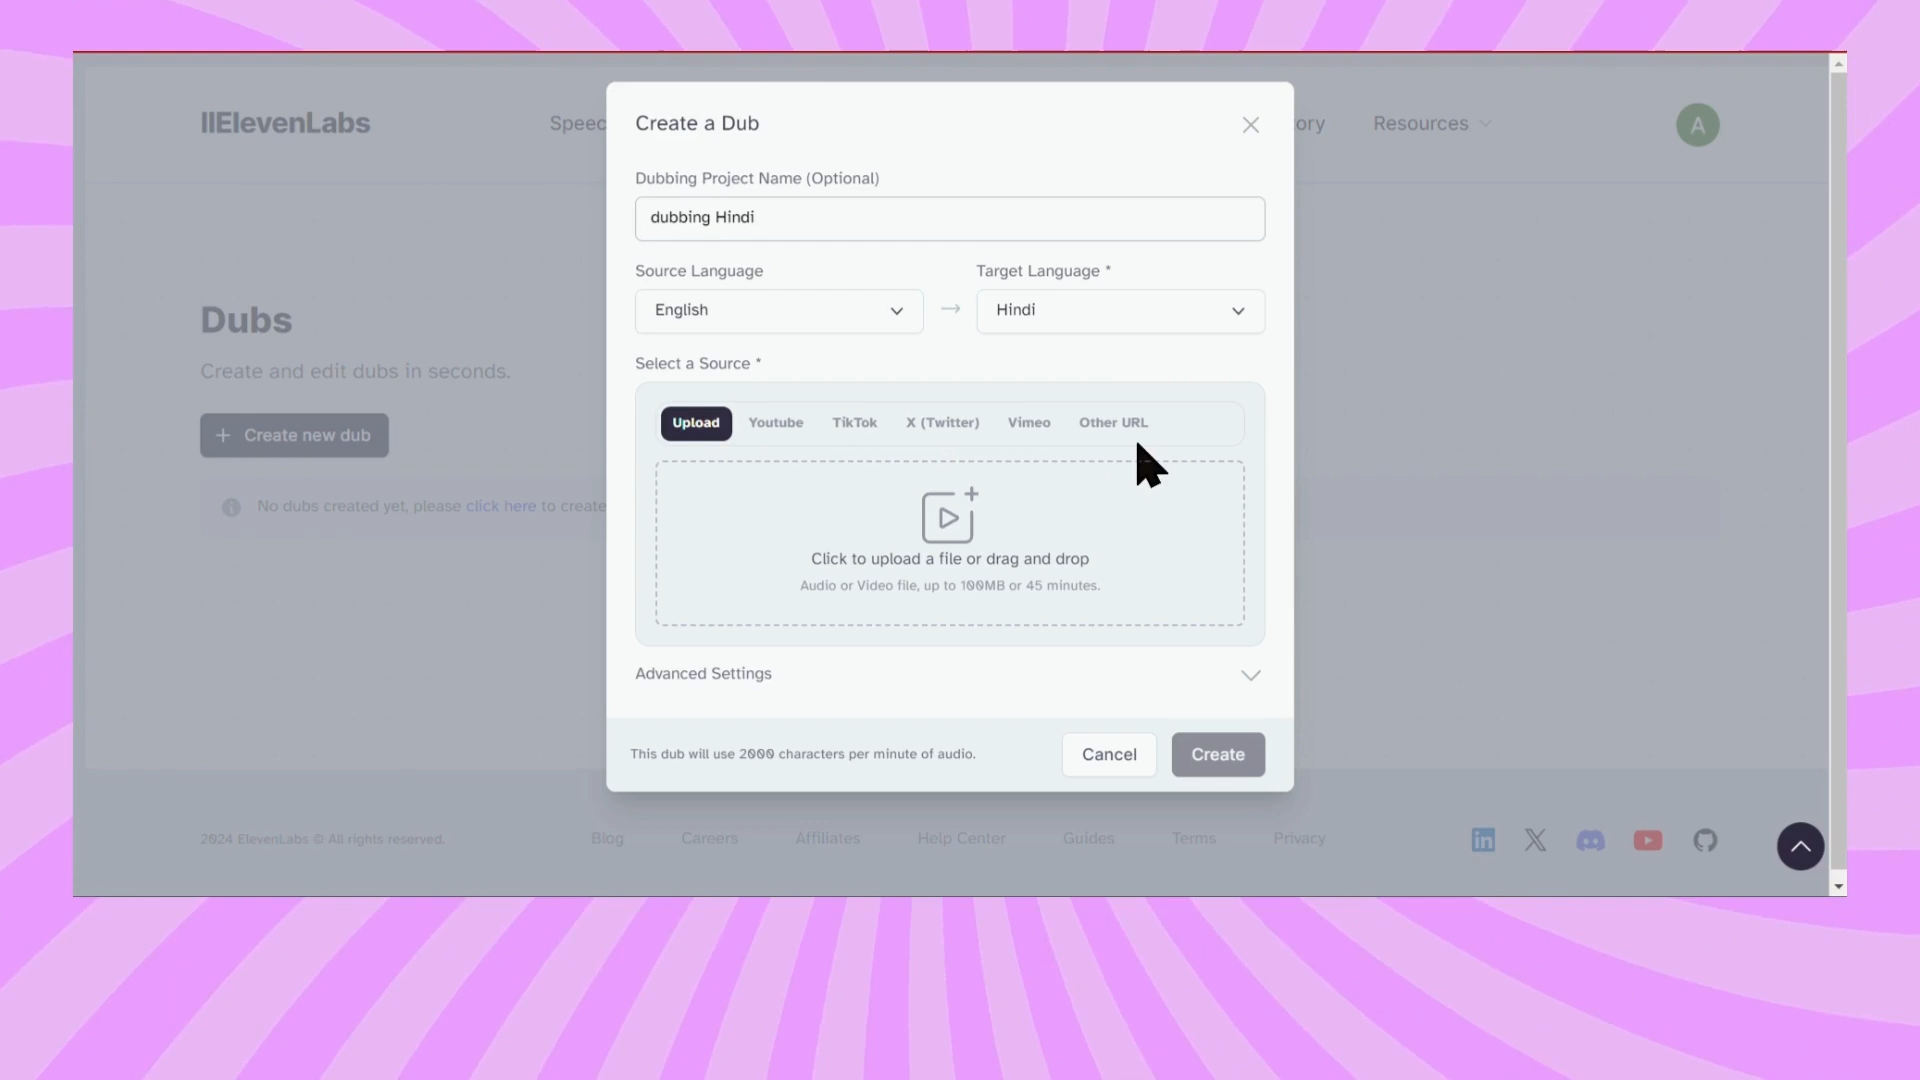 IIElevenLabs
Resources
A
Create a Dub
Dubbing Project Name (Optional)
dubbing Hindi
Source Language
Target Language *
English
Hindi
Select a Source *
Upload
Youtube
TikTok
X (Twitter)
Vimeo
Other URL
Click to upload a file or drag and drop
Audio or Video file, up to 100MB or 45 minutes.
Advanced Settings
This dub will use 2000 characters per minute of audio.
Cancel
Create
Dubs
Create and edit dubs in seconds.
+ Create new dub
No dubs created yet, please click here to create
2024 ElevenLabs © All rights reserved.
Blog
Careers
Affiliates
Help Center
Guides
Terms
Privacy